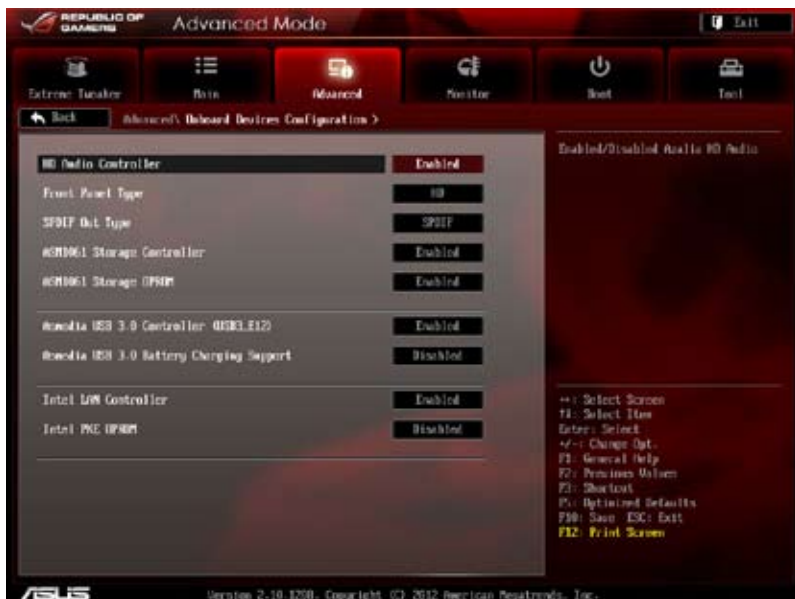 REPUBLIC OF GAMERS
Advanced Mode
Exit
Extreme Tweaker
Main
Advanced
Monitor
Boot
Tool
Back
Advanced\ Onboard Devices Configuration >
HD Audio Controller Enabled
Front Panel Type HD
SPDIF Out Type SPDIF
ASM1061 Storage Controller Enabled
ASM1061 Storage OPROM Enabled
Asmedia USB 3.0 Controller (USB3_E12) Enabled
Asmedia USB 3.0 Battery Charging Support Disabled
Intel LAN Controller Enabled
Intel PXE OPROM Disabled
Enabled/Disabled Azalia HD Audio
↔: Select Screen
↑↓: Select Item
Enter: Select
+/-: Change Opt.
F1: General Help
F2: Previous Values
F3: Shortcut
F5: Optimized Defaults
F10: Save ESC: Exit
F12: Print Screen
ASUS
Version 2.10.1208. Copyright (C) 2012 American Megatrends, Inc.